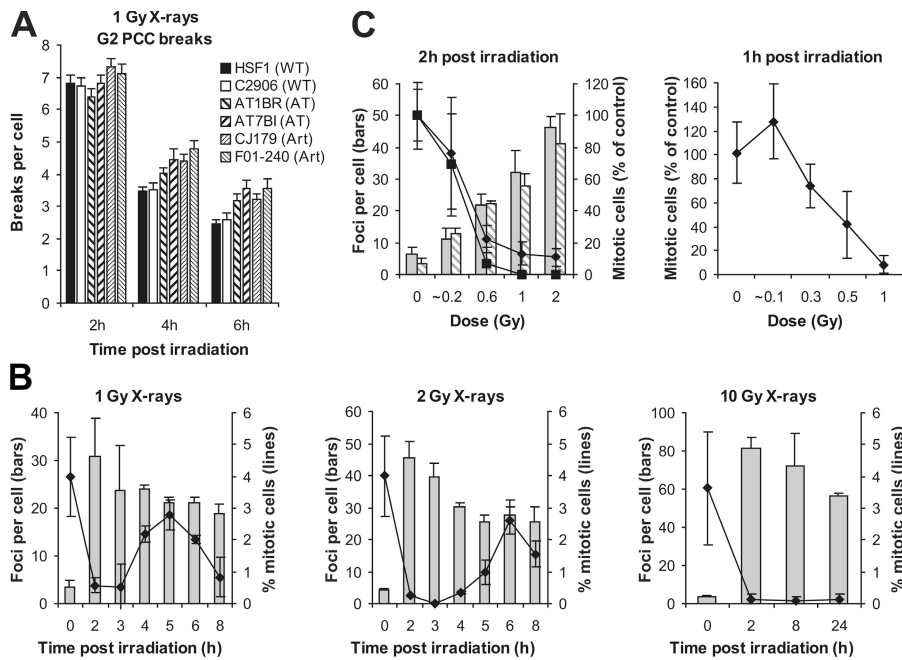 A
1 Gy X-rays
G2 PCC breaks
Breaks per cell
8
7
6
5
4
3
2
1
0
HSF1 (WT)
C2906 (WT)
AT1BR (AT)
AT7BI (AT)
CJ179 (Art)
F01-240 (Art)
2h 4h 6h
Time post irradiation
C
2h post irradiation
Foci per cell (bars)
60
50
40
30
20
10
0
120
100
80
60
40
20
0
Mitotic cells (% of control)
0 ~0.2 0.6 1 2
Dose (Gy)
1h post irradiation
Mitotic cells (% of control)
160
140
120
100
80
60
40
20
0
0 ~0.1 0.3 0.5 1
Dose (Gy)
B
1 Gy X-rays
Foci per cell (bars)
40
30
20
10
0
6
5
4
3
2
1
0
% mitotic cells (lines)
0 2 3 4 5 6 8
Time post irradiation (h)
2 Gy X-rays
Foci per cell (bars)
60
50
40
30
20
10
0
6
5
4
3
2
1
0
% mitotic cells (lines)
0 2 3 4 5 6 8
Time post irradiation (h)
10 Gy X-rays
Foci per cell (bars)
100
80
60
40
20
0
6
5
4
3
2
1
0
% mitotic cells (lines)
0 2 8 24
Time post irradiation (h)